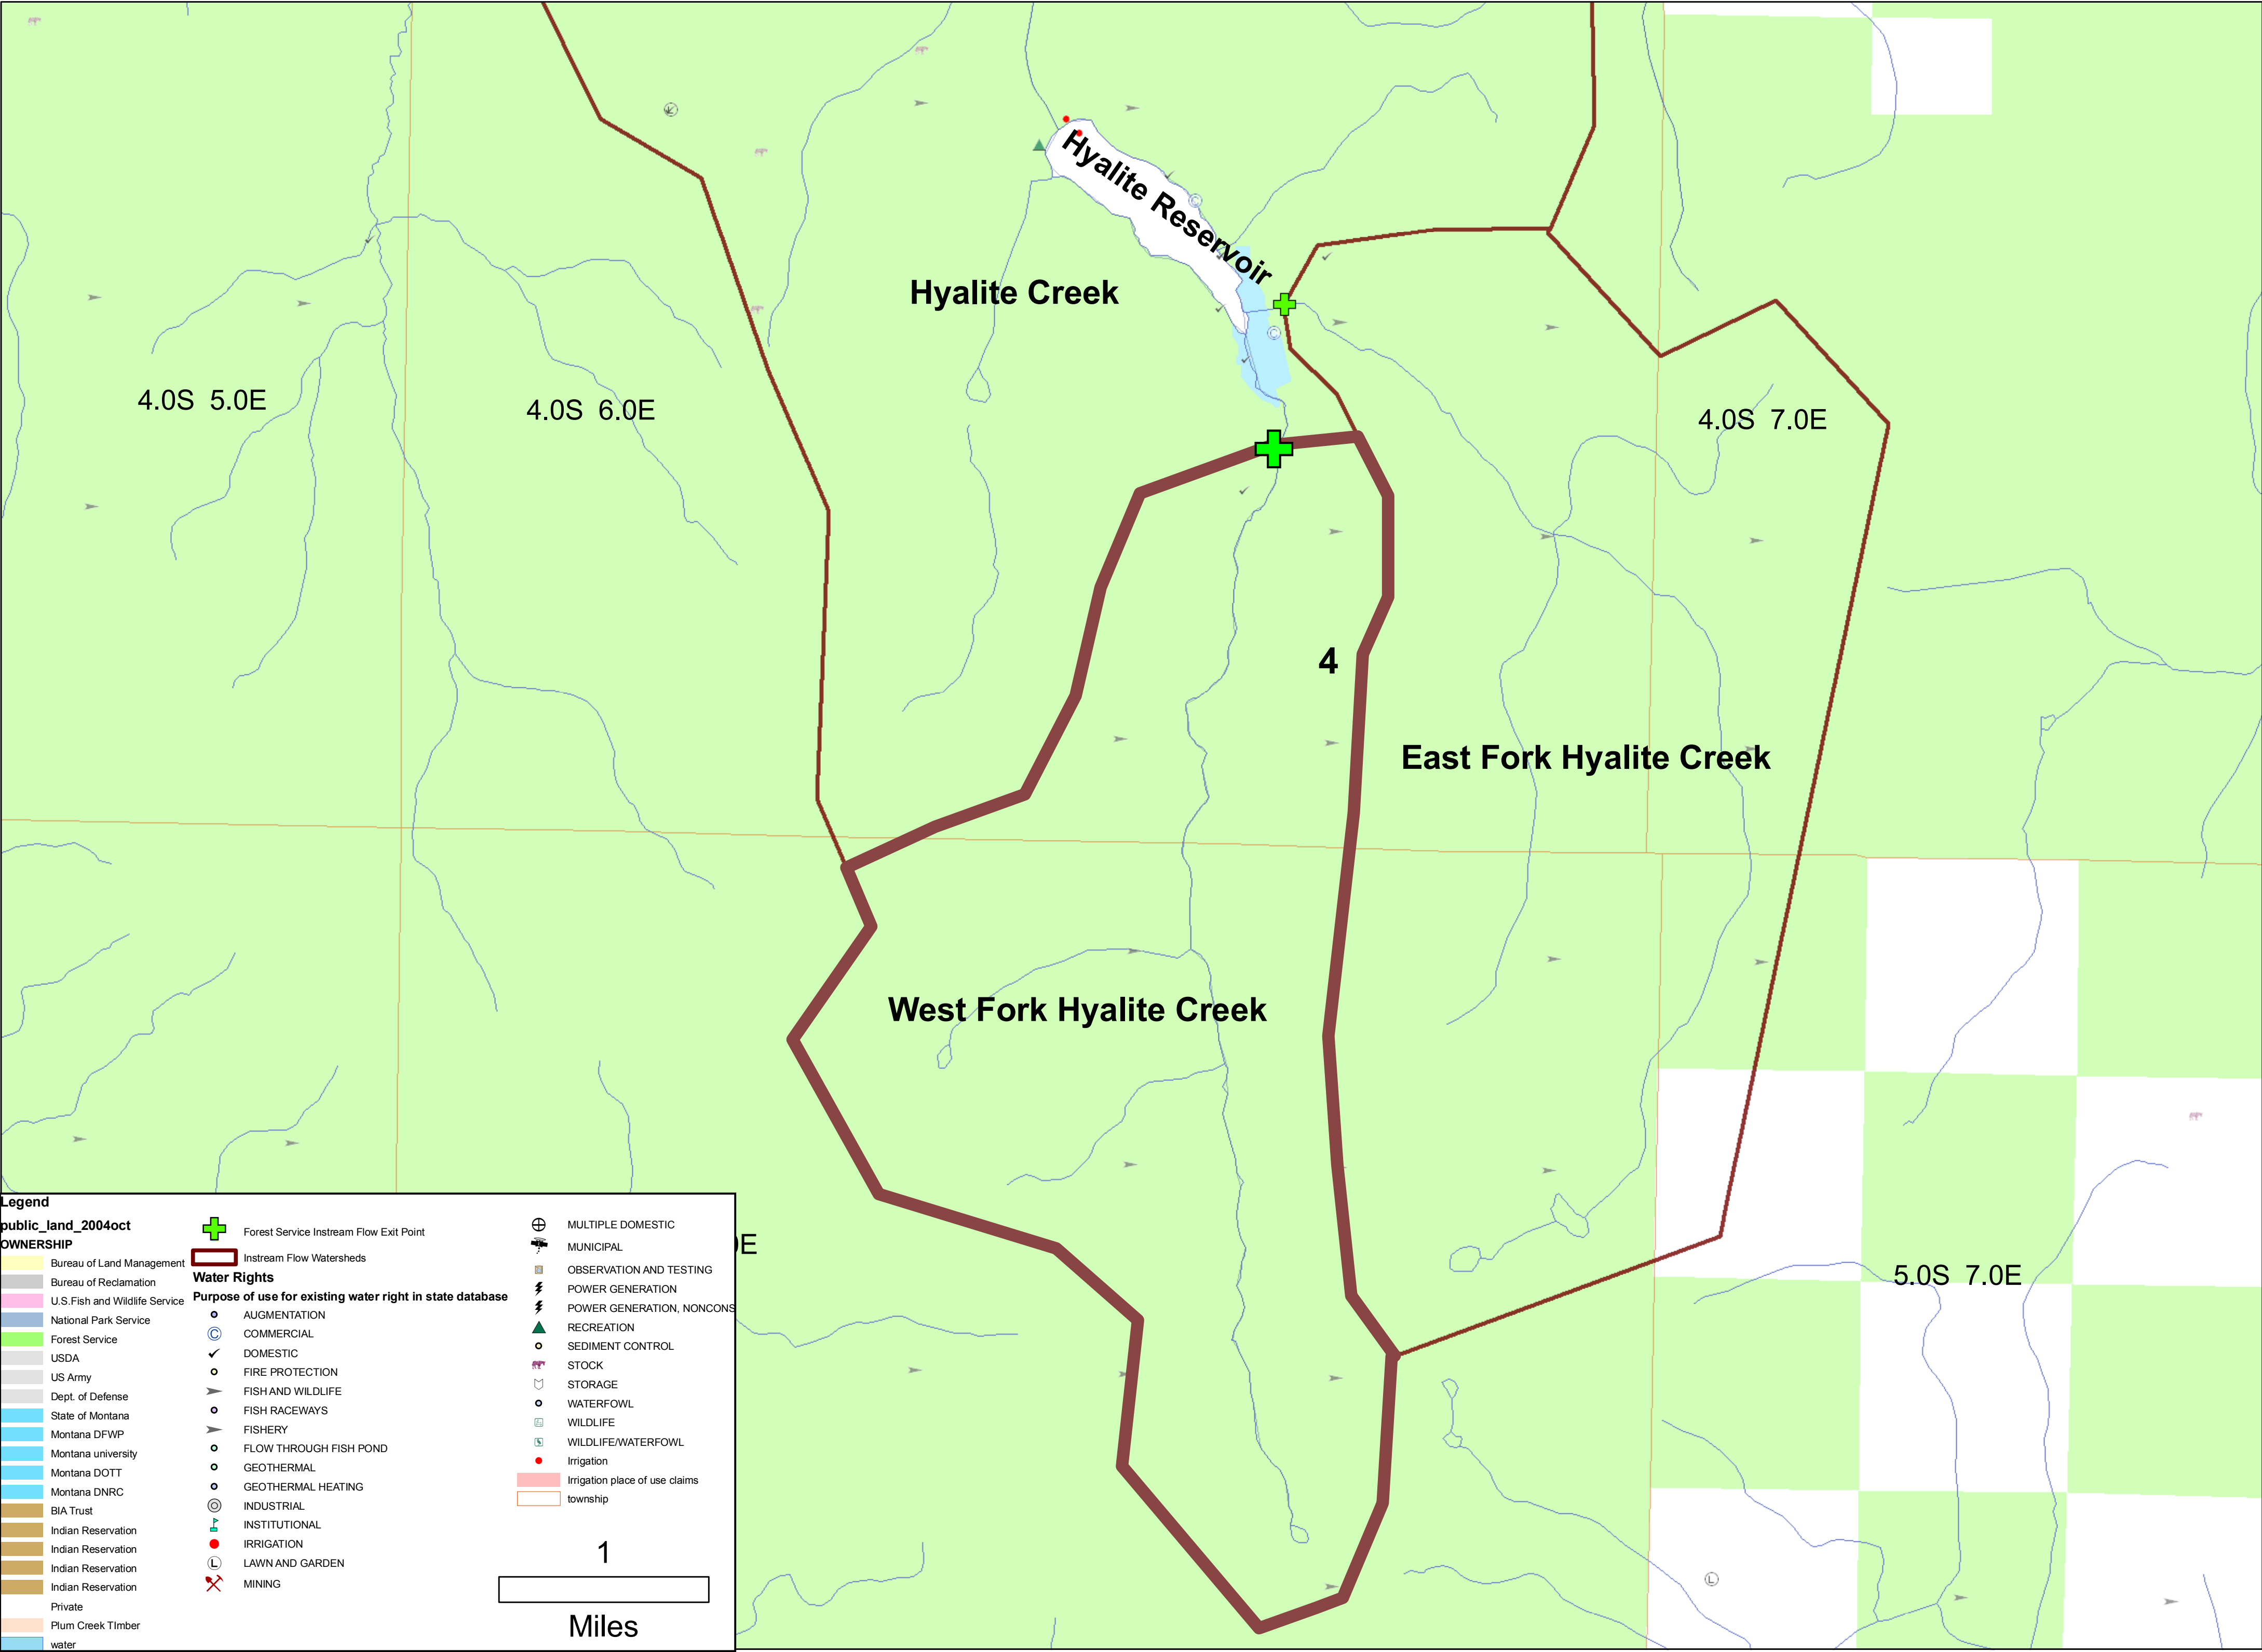 Hyalite Reservoir
Hyalite Creek
4.0S 5.0E
4.0S 6.0E
4.0S 7.0E
4
East Fork Hyalite Creek
West Fork Hyalite Creek
0E
5.0S 7.0E
L
Legend
public_land_2004oct
OWNERSHIP
Bureau of Land Management
Bureau of Reclamation
U.S.Fish and Wildlife Service
National Park Service
Forest Service
USDA
US Army
Dept. of Defense
State of Montana
Montana DFWP
Montana university
Montana DOTT
Montana DNRC
BIA Trust
Indian Reservation
Indian Reservation
Indian Reservation
Indian Reservation
Private
Plum Creek TImber
water
Forest Service Instream Flow Exit Point
Instream Flow Watersheds
Water Rights
Purpose of use for existing water right in state database
AUGMENTATION
C COMMERCIAL
DOMESTIC
FIRE PROTECTION
FISH AND WILDLIFE
FISH RACEWAYS
FISHERY
FLOW THROUGH FISH POND
GEOTHERMAL
GEOTHERMAL HEATING
INDUSTRIAL
INSTITUTIONAL
IRRIGATION
L LAWN AND GARDEN
MINING
MULTIPLE DOMESTIC
MUNICIPAL
OBSERVATION AND TESTING
POWER GENERATION
POWER GENERATION, NONCONS
RECREATION
SEDIMENT CONTROL
STOCK
STORAGE
WATERFOWL
WILDLIFE
WILDLIFE/WATERFOWL
Irrigation
Irrigation place of use claims
township
1
Miles